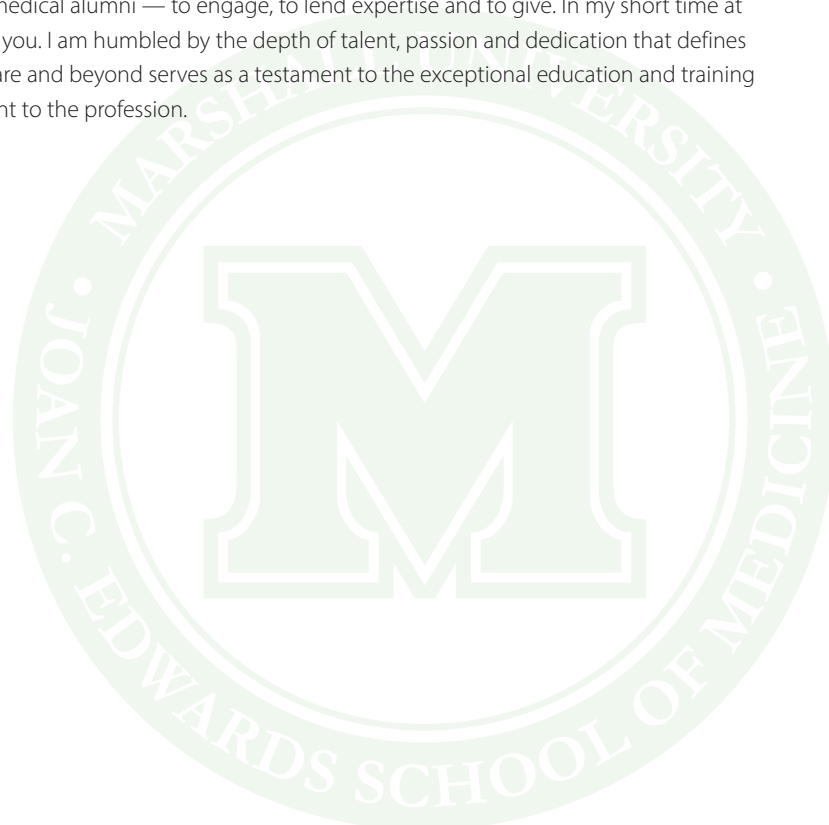 medical alumni — to engage, to lend expertise and to give. In my short time at
you. I am humbled by the depth of talent, passion and dedication that defines
are and beyond serves as a testament to the exceptional education and training
nt to the profession.
MARSHALL UNIVERSITY
• JOAN C. EDWARDS SCHOOL OF MEDICINE •
M